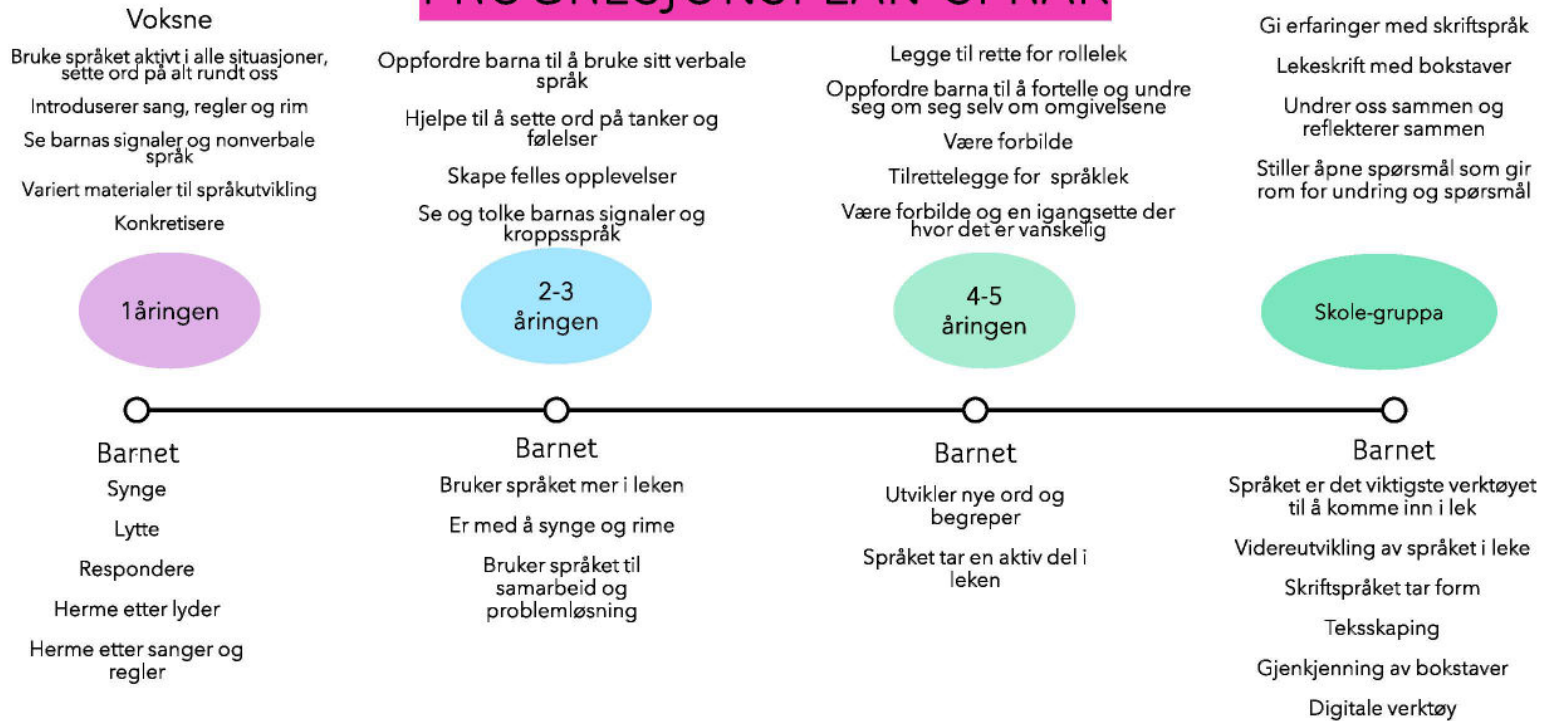 PROGRESJONSPLAN SPRÅK
Voksne
Bruke språket aktivt i alle situasjoner,
sette ord på alt rundt oss
Introduserer sang, regler og rim
Se barnas signaler og nonverbale
språk
Variert materialer til språkutvikling
Konkretisere
Oppfordre barna til å bruke sitt verbale
språk
Hjelpe til å sette ord på tanker og
følelser
Skape felles opplevelser
Se og tolke barnas signaler og
kroppsspråk
Legge til rette for rollelek
Oppfordre barna til å fortelle og undre
seg om seg selv om omgivelsene
Være forbilde
Tilrettelegge for språklek
Være forbilde og en igangsette der
hvor det er vanskelig
Gi erfaringer med skriftspråk
Lekeskrift med bokstaver
Undrer oss sammen og
reflekterer sammen
Stiller åpne spørsmål som gir
rom for undring og spørsmål
1åringen
2-3
åringen
4-5
åringen
Skole-gruppa
Barnet
Synge
Lytte
Respondere
Herme etter lyder
Herme etter sanger og
regler
Barnet
Bruker språket mer i leken
Er med å synge og rime
Bruker språket til
samarbeid og
problemløsning
Barnet
Utvikler nye ord og
begreper
Språket tar en aktiv del i
leken
Barnet
Språket er det viktigste verktøyet
til å komme inn i lek
Videreutvikling av språket i leke
Skriftspråket tar form
Teksskaping
Gjenkjenning av bokstaver
Digitale verktøy